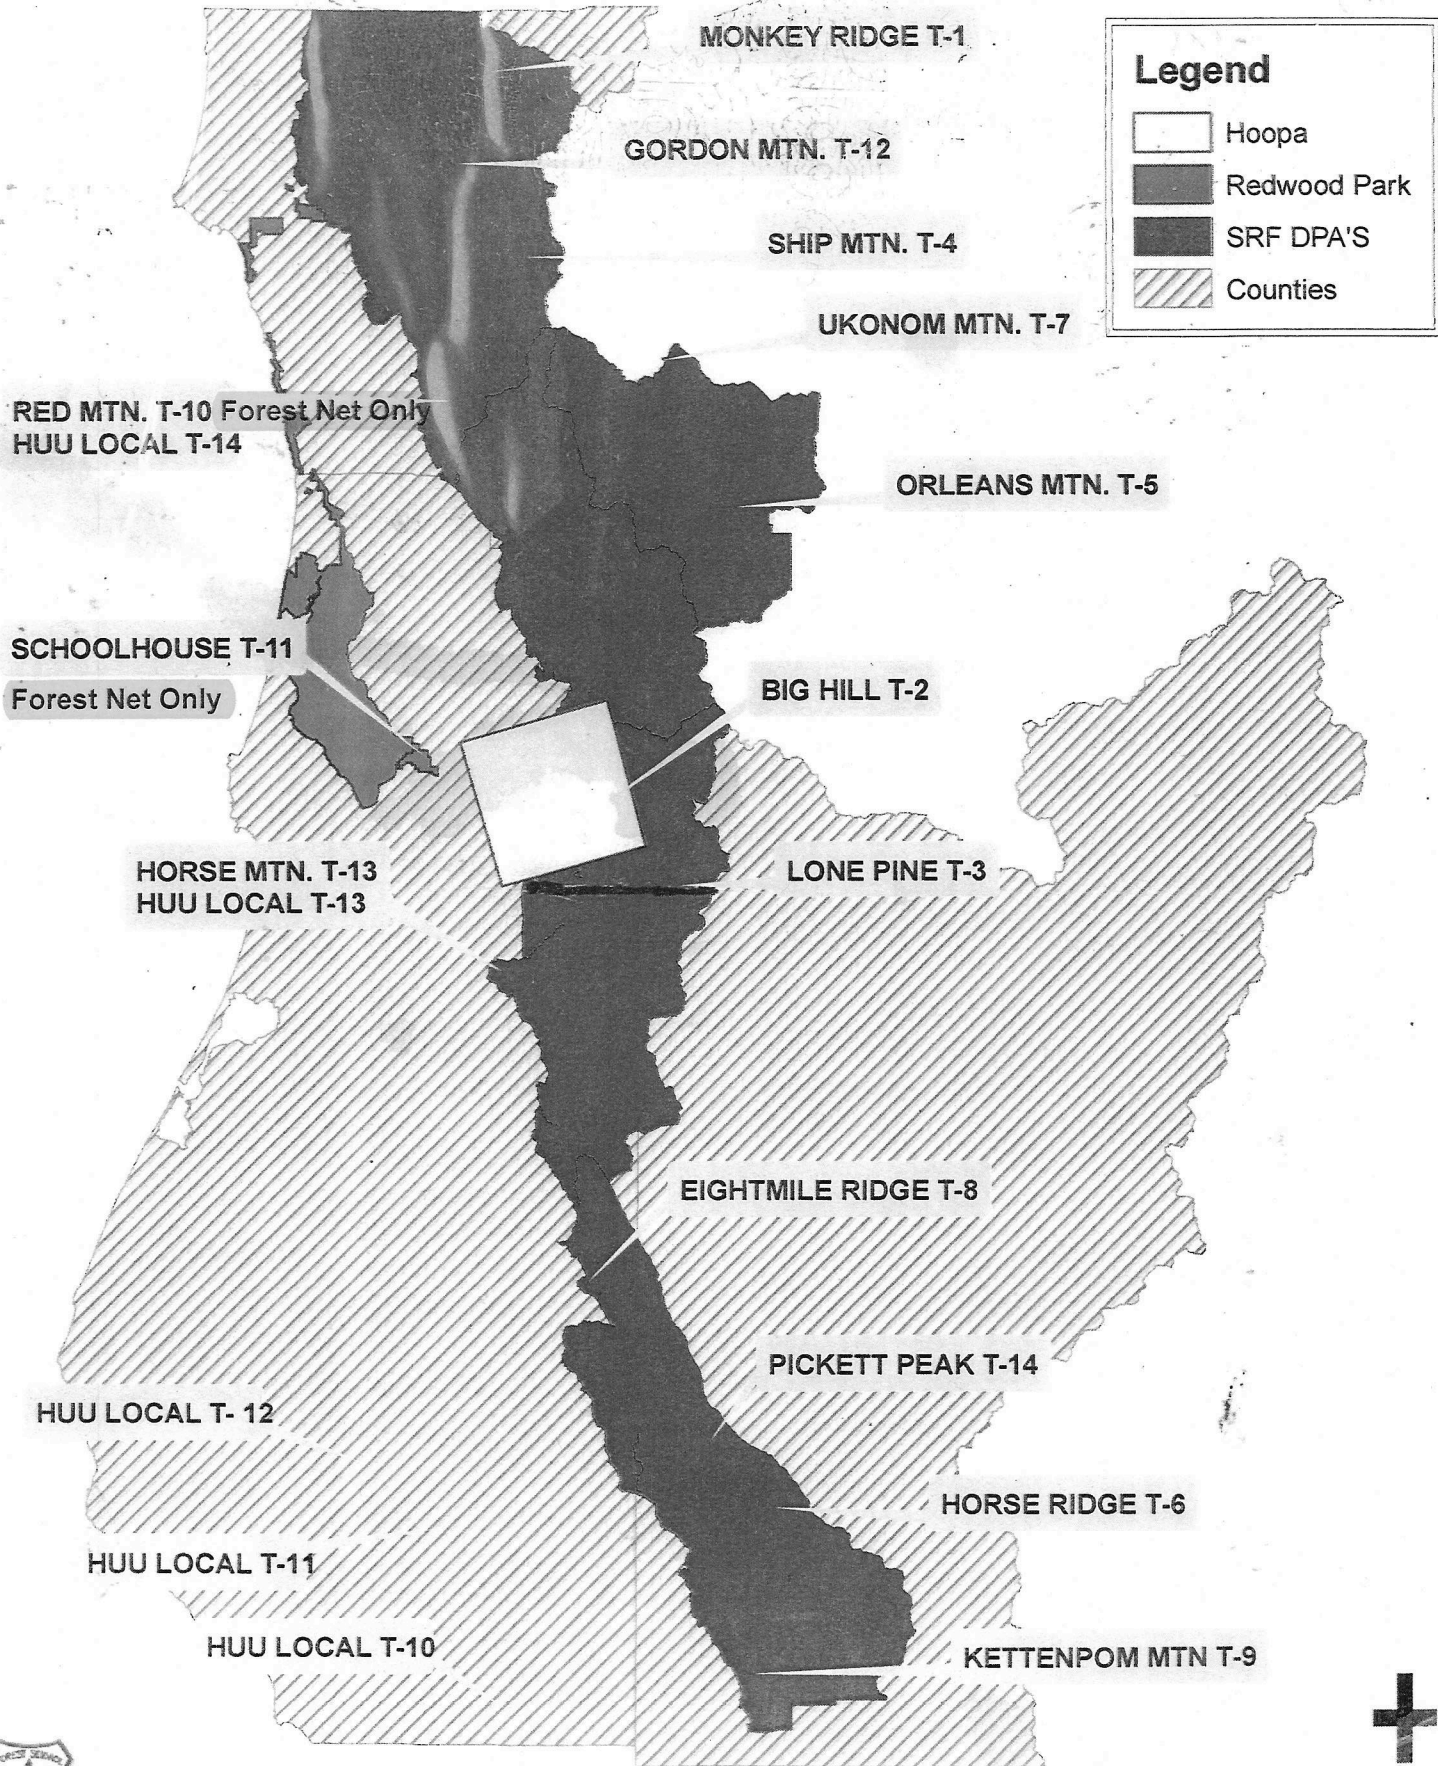 MONKEY RIDGE T-1
Legend
Hoopa
Redwood Park
SRF DPA'S
Counties
GORDON MTN. T-12
SHIP MTN. T-4
UKONOM MTN. T-7
RED MTN. T-10 Forest Net Only
HUU LOCAL T-14
ORLEANS MTN. T-5
SCHOOLHOUSE T-11
Forest Net Only
BIG HILL T-2
HORSE MTN. T-13
HUU LOCAL T-13
LONE PINE T-3
EIGHTMILE RIDGE T-8
PICKETT PEAK T-14
HUU LOCAL T- 12
HORSE RIDGE T-6
HUU LOCAL T-11
HUU LOCAL T-10
KETTENPOM MTN T-9